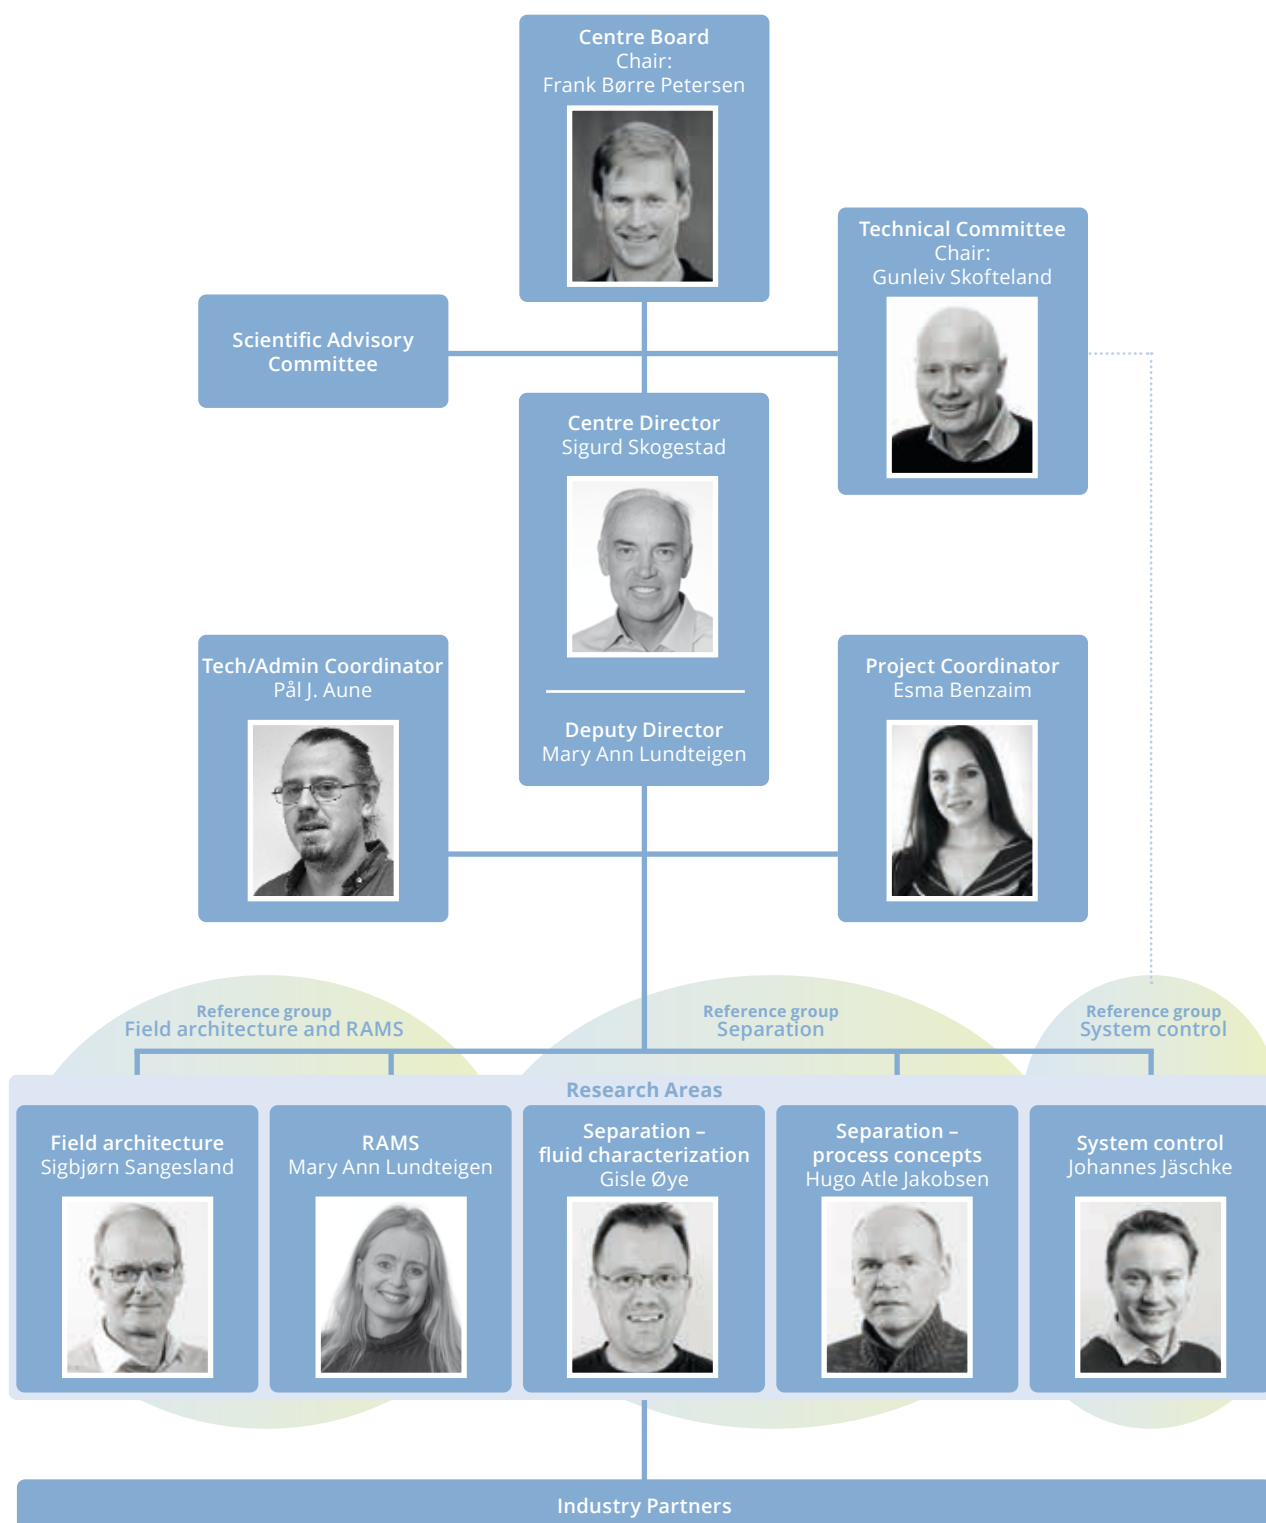 Centre Board
Chair:
Frank Børre Petersen
Technical Committee
Chair:
Gunleiv Skofteland
Scientific Advisory
Committee
Centre Director
Sigurd Skogestad
Deputy Director
Mary Ann Lundteigen
Tech/Admin Coordinator
Pål J. Aune
Project Coordinator
Esma Benzaim
Reference group
Field architecture and RAMS
Reference group
Separation
Reference group
System control
Research Areas
Field architecture
Sigbjørn Sangesland
RAMS
Mary Ann Lundteigen
Separation –
fluid characterization
Gisle Øye
Separation –
process concepts
Hugo Atle Jakobsen
System control
Johannes Jäschke
Industry Partners